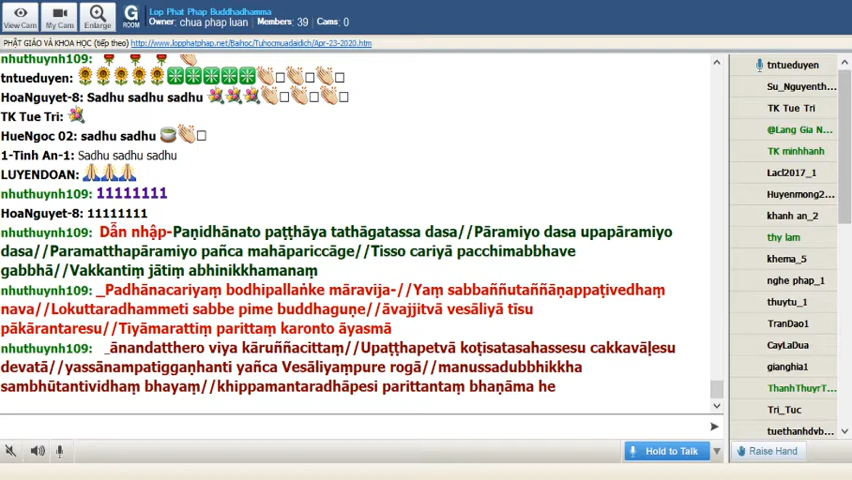 View Cam
My Cam
Enlarge
G
ROOM
Lop Phat Phap Buddhadhamma
Owner: chua phap luan Members: 39 Cams: 0
PHẬT GIÁO VÀ KHOA HỌC (tiếp theo) http://www.lopphatphap.net/Baihoc/Tuhocmuadaidich/Apr-23-2020.htm
nhuthuynh109:
tntueduyen:
HoaNguyet-8: Sadhu sadhu sadhu
TK Tue Tri:
HueNgoc 02: sadhu sadhu
1-Tinh An-1: Sadhu sadhu sadhu
LUYENDOAN:
nhuthuynh109: 11111111
HoaNguyet-8: 11111111
nhuthuynh109: Dẫn nhập-Paṇidhānato paṭṭhāya tathāgatassa dasa//Pāramiyo dasa upapāramiyo
dasa//Paramatthapāramiyo pañca mahāpariccāge//Tisso cariyā pacchimabbhave
gabbhā//Vakkantiṃ jātiṃ abhinikkhamanaṃ
nhuthuynh109: _Padhānacariyaṃ bodhipallaṅke māravija-//Yaṃ sabbaññutaññāṇappaṭivedhaṃ
nava//Lokuttaradhammeti sabbe pime buddhaguṇe//āvajjitvā vesāliyā tīsu
pākārantaresu//Tiyāmarattiṃ parittaṃ karonto āyasmā
nhuthuynh109: _ānandatthero viya kāruññacittaṃ//Upaṭṭhapetvā koṭisatasahassesu cakkavāḷesu
devatā//yassānampatiggaṇhanti yañca Vesāliyaṃpure rogā//manussadubbhikkha
sambhūtantividhaṃ bhayaṃ//khippamantaradhāpesi parittantaṃ bhaṇāma he
tntueduyen
Su_Nguyenth...
TK Tue Tri
@Lang Gia N...
TK minhhanh
Lacl2017_1
Huyenmong2...
khanh an_2
thy lam
khema_5
nghe phap_1
thuytu_1
TranDao1
CayLaDua
gianghia1
ThanhThuyrT...
Tri_Tuc
tuethanhdvb...
Hold to Talk
Raise Hand